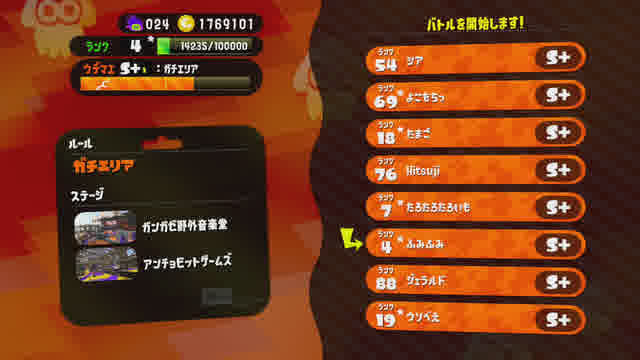 024 1769101
ランク 4* 14235/100000
ウデマエ S+ : ガチエリア
ルール
ガチエリア
ステージ
ガンガゼ野外音楽堂
アンチョビットゲームズ
バトルを開始します!
ランク 54 シア S+
ランク 69* よこもちっ S+
ランク 18* たまご S+
ランク 76 Hitsuji S+
ランク 7* たろたろたろいも S+
ランク 4* ふみふみ S+
ランク 88 ジェラルド S+
ランク 19* ウソべえ S+